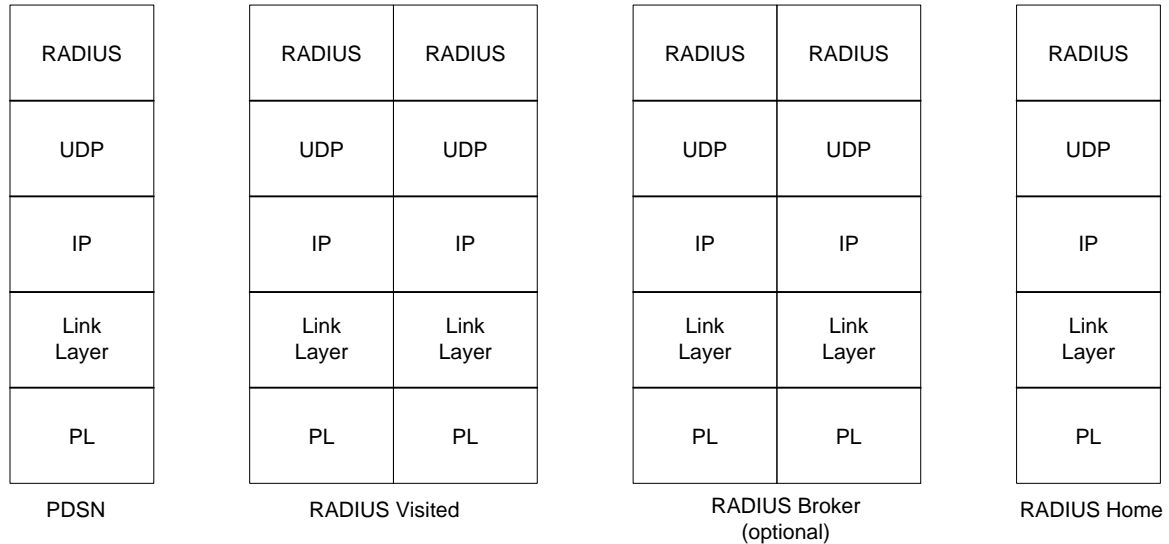 RADIUS RADIUS RADIUS RADIUS RADIUS RADIUS
UDP UDP UDP UDP UDP UDP
IP IP IP IP IP IP
Link Link Link Link Link Link
Layer Layer Layer Layer Layer Layer
PL PL PL PL PL PL
PDSN RADIUS Visited RADIUS Broker RADIUS Home
(optional)